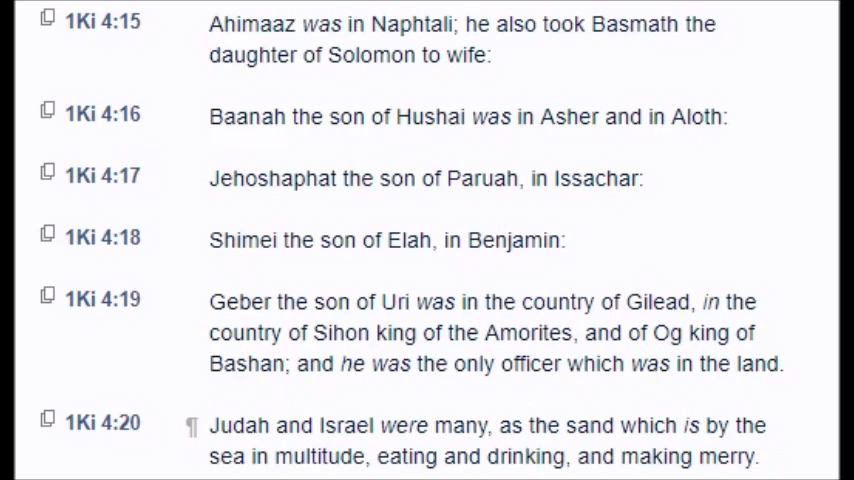 1Ki 4:15 Ahimaaz was in Naphtali; he also took Basmath the
daughter of Solomon to wife:
1Ki 4:16 Baanah the son of Hushai was in Asher and in Aloth:
1Ki 4:17 Jehoshaphat the son of Paruah, in Issachar:
1Ki 4:18 Shimei the son of Elah, in Benjamin:
1Ki 4:19 Geber the son of Uri was in the country of Gilead, in the
country of Sihon king of the Amorites, and of Og king of
Bashan; and he was the only officer which was in the land.
1Ki 4:20 ¶ Judah and Israel were many, as the sand which is by the
sea in multitude, eating and drinking, and making merry.